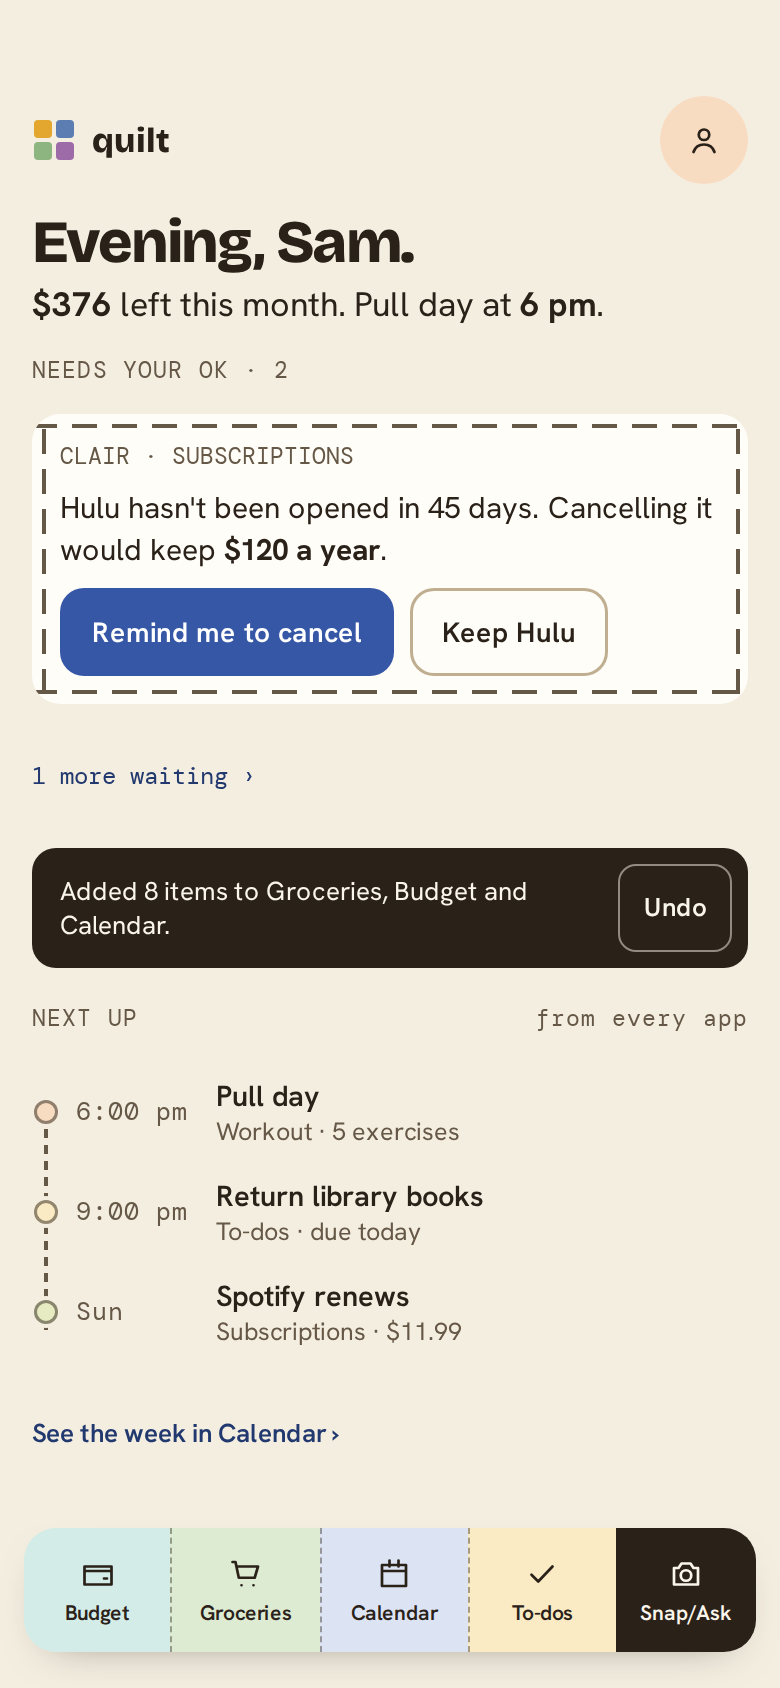 quilt
Evening, Sam.
$376 left this month. Pull day at 6 pm.
NEEDS YOUR OK · 2
CLAIR · SUBSCRIPTIONS
Hulu hasn't been opened in 45 days. Cancelling it
would keep $120 a year.
Remind me to cancel
Keep Hulu
1 more waiting ›
Added 8 items to Groceries, Budget and
Calendar.
Undo
NEXT UP
from every app
6:00 pm
Pull day
Workout · 5 exercises
9:00 pm
Return library books
To-dos · due today
Sun
Spotify renews
Subscriptions · $11.99
See the week in Calendar ›
Budget
Groceries
Calendar
To-dos
Snap/Ask